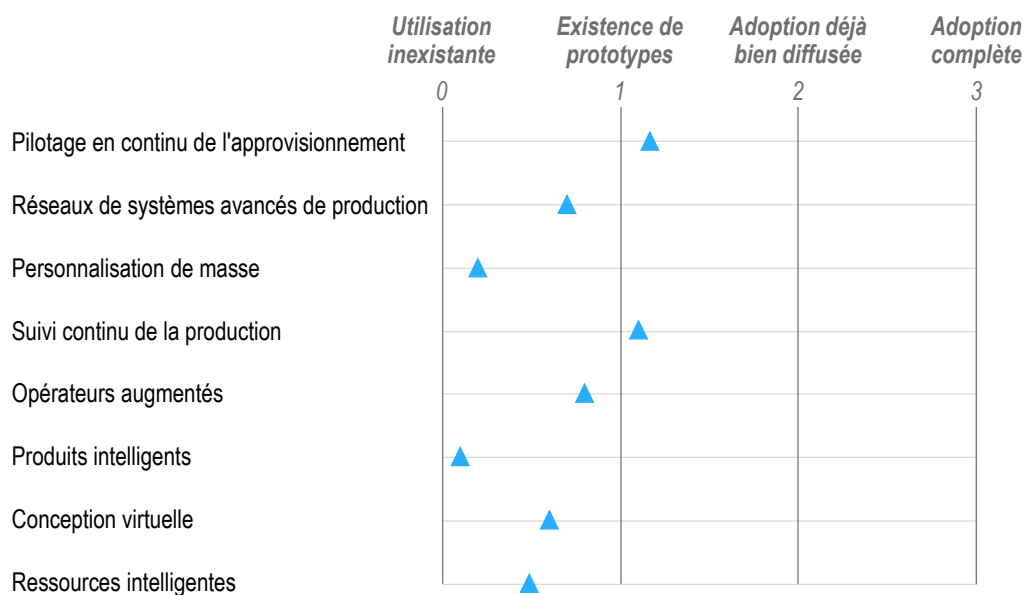 Utilisation
inexistante
Existence de
prototypes
Adoption déjà
bien diffusée
Adoption
complète
0
1
2
3
Pilotage en continu de l'approvisionnement
Réseaux de systèmes avancés de production
Personnalisation de masse
Suivi continu de la production
Opérateurs augmentés
Produits intelligents
Conception virtuelle
Ressources intelligentes